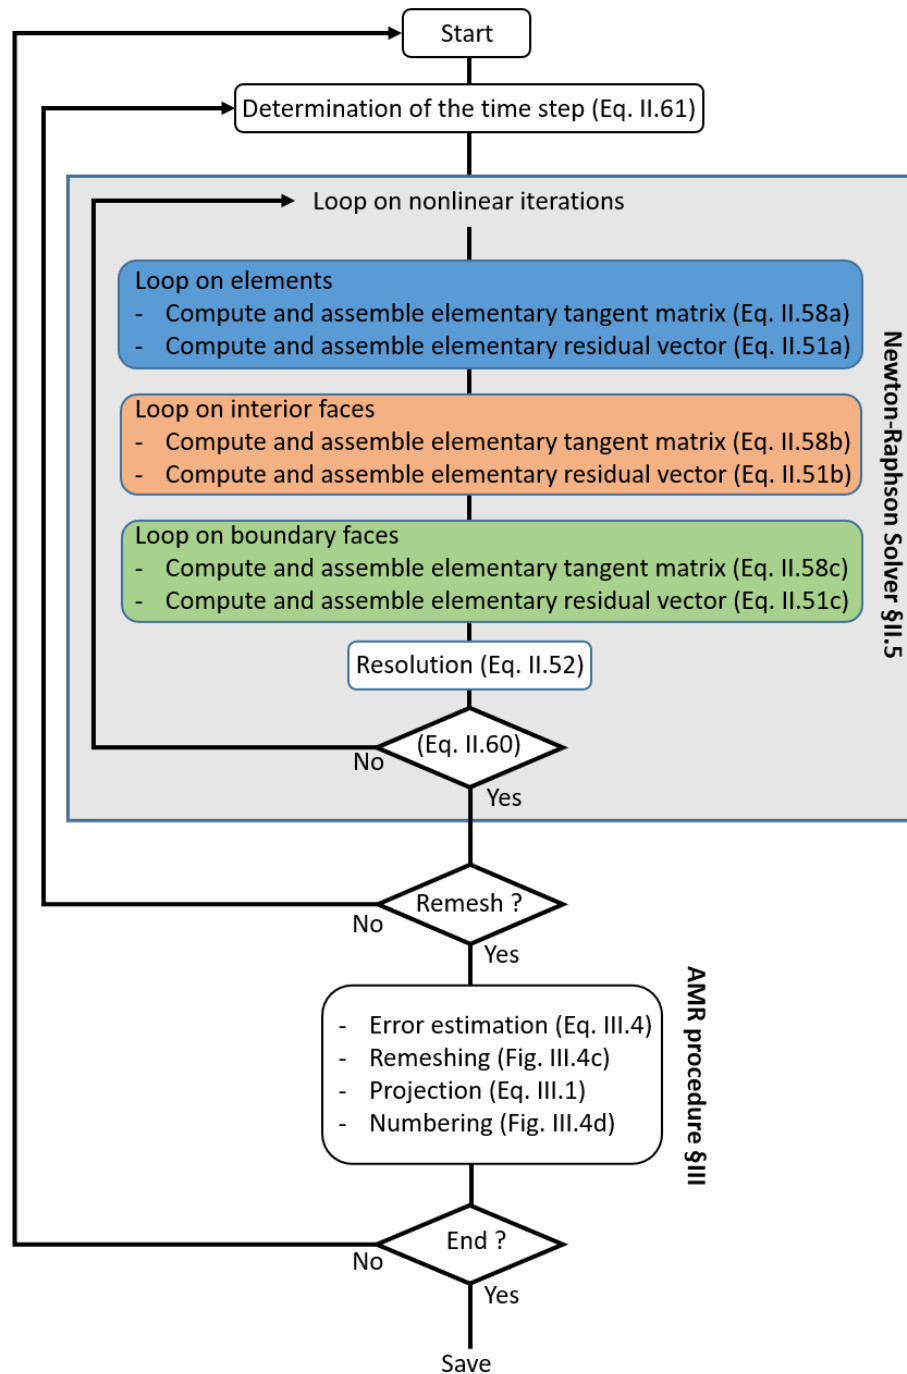 Start
Determination of the time step (Eq. II.61)
Loop on nonlinear iterations
Loop on elements
- Compute and assemble elementary tangent matrix (Eq. II.58a)
- Compute and assemble elementary residual vector (Eq. II.51a)
Loop on interior faces
- Compute and assemble elementary tangent matrix (Eq. II.58b)
- Compute and assemble elementary residual vector (Eq. II.51b)
Loop on boundary faces
- Compute and assemble elementary tangent matrix (Eq. II.58c)
- Compute and assemble elementary residual vector (Eq. II.51c)
Newton-Raphson Solver §II.5
Resolution (Eq. II.52)
(Eq. II.60)
No
Yes
Remesh ?
No
Yes
- Error estimation (Eq. III.4)
- Remeshing (Fig. III.4c)
- Projection (Eq. III.1)
- Numbering (Fig. III.4d)
AMR procedure §III
End ?
No
Yes
Save